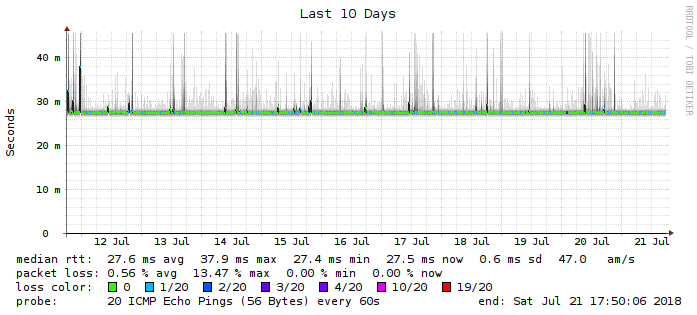 Last 10 Days
RRDTOOL / TOBI OETIKER
Seconds
40 m
30 m
20 m
10 m
0
12 Jul 13 Jul 14 Jul 15 Jul 16 Jul 17 Jul 18 Jul 19 Jul 20 Jul 21 Jul
median rtt: 27.6 ms avg 37.9 ms max 27.4 ms min 27.5 ms now 0.6 ms sd 47.0 am/s
packet loss: 0.56 % avg 13.47 % max 0.00 % min 0.00 % now
loss color: 0 1/20 2/20 3/20 4/20 10/20 19/20
probe: 20 ICMP Echo Pings (56 Bytes) every 60s end: Sat Jul 21 17:50:06 2018